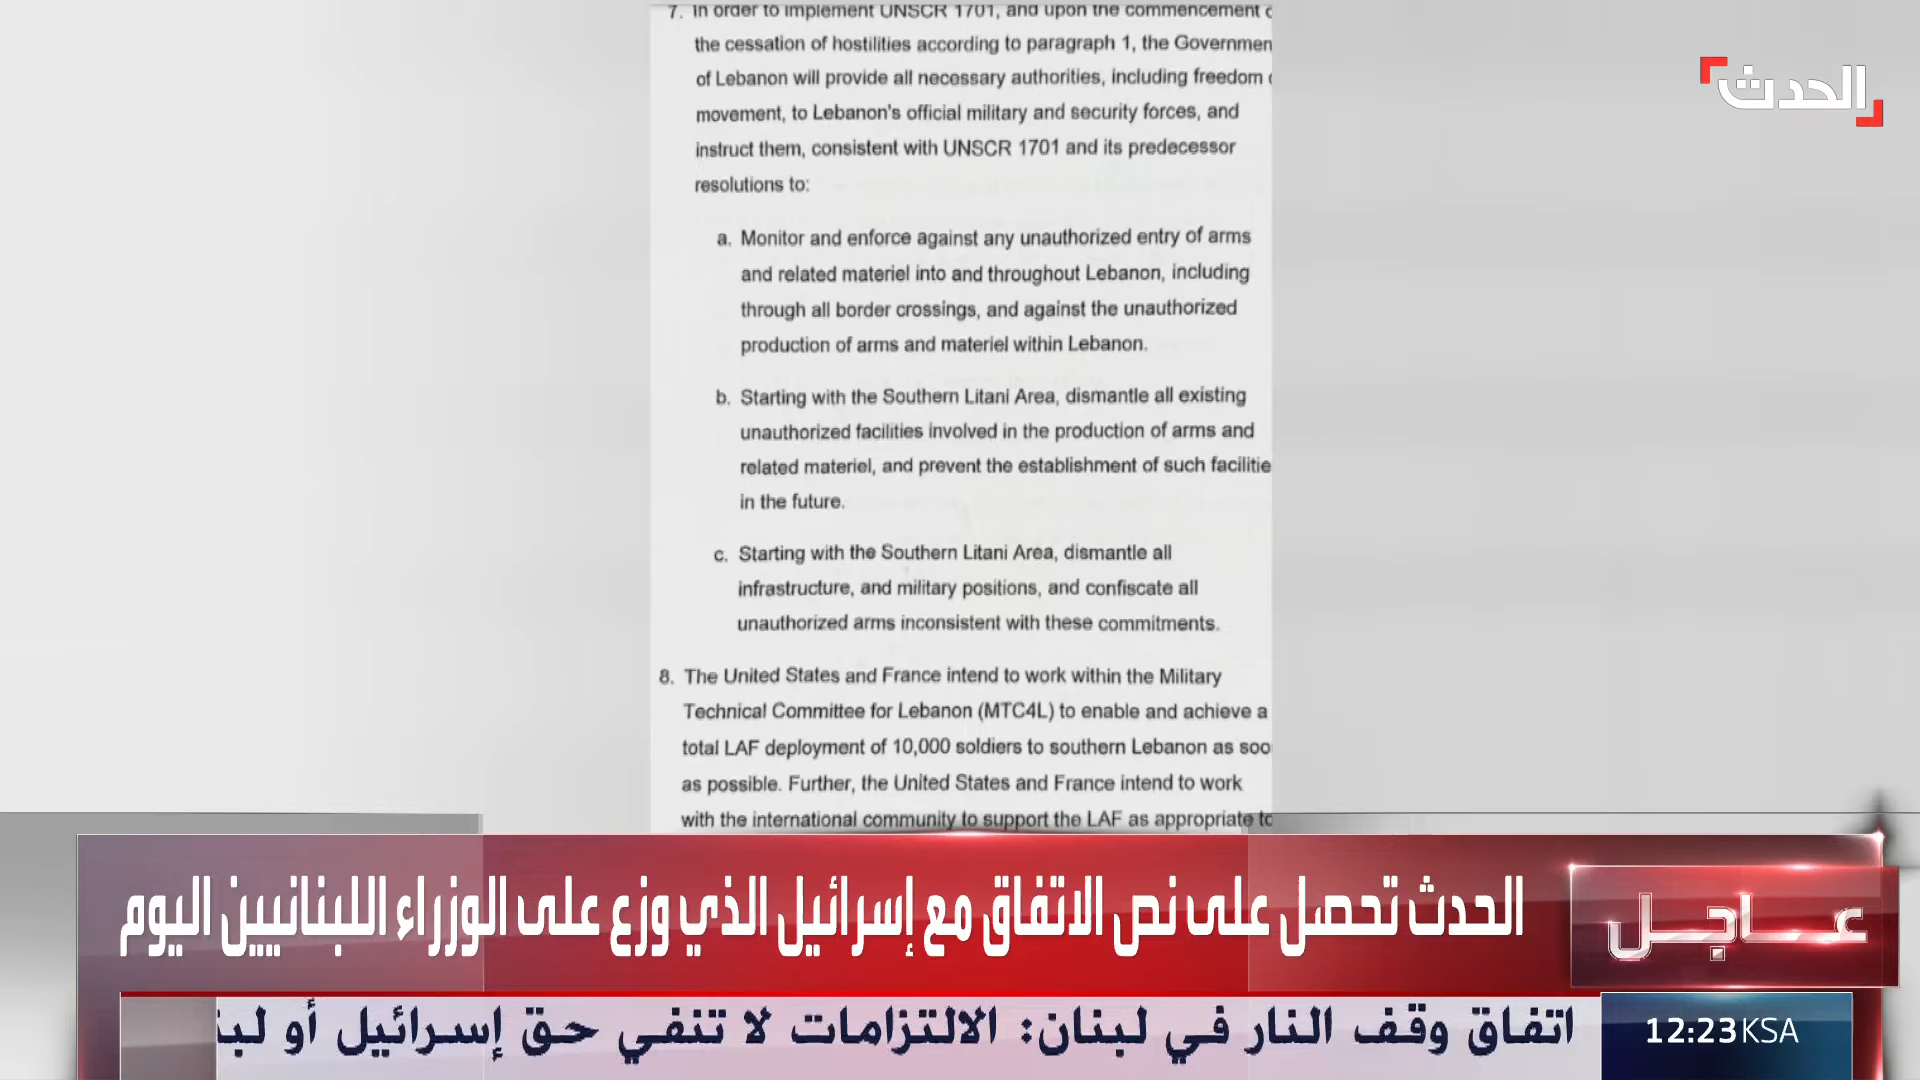 7. In order to implement UNSCR 1701, and upon the commencement
the cessation of hostilities according to paragraph 1, the Governmen
of Lebanon will provide all necessary authorities, including freedom
movement, to Lebanon's official military and security forces, and
instruct them, consistent with UNSCR 1701 and its predecessor
resolutions to:
a. Monitor and enforce against any unauthorized entry of arms
and related materiel into and throughout Lebanon, including
through all border crossings, and against the unauthorized
production of arms and materiel within Lebanon.
b. Starting with the Southern Litani Area, dismantle all existing
unauthorized facilities involved in the production of arms and
related materiel, and prevent the establishment of such facilitie
in the future.
c. Starting with the Southern Litani Area, dismantle all
infrastructure, and military positions, and confiscate all
unauthorized arms inconsistent with these commitments.
8. The United States and France intend to work within the Military
Technical Committee for Lebanon (MTC4L) to enable and achieve a
total LAF deployment of 10,000 soldiers to southern Lebanon as soo
as possible. Further, the United States and France intend to work
with the international community to support the LAF as appropriate to
الحدث
عـاجـل
الحدث تحصل على نص الاتفاق مع إسرائيل الذي وزع على الوزراء اللبنانيين اليوم
اتفاق وقف النار في لبنان: الالتزامات لا تنفي حق إسرائيل أو
12:23 KSA